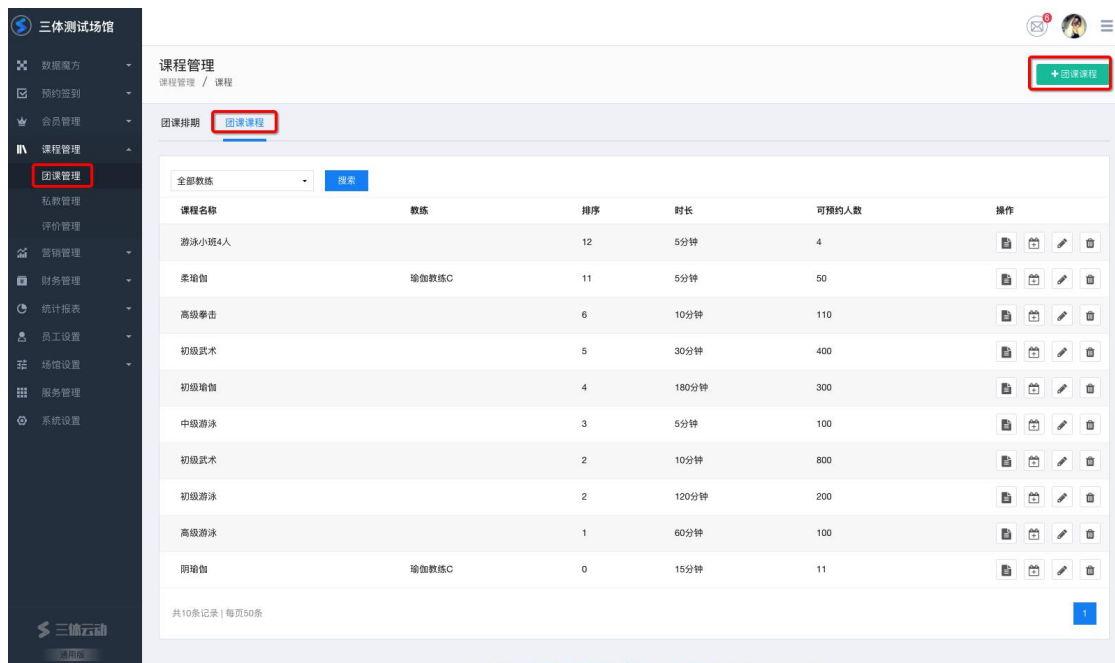 三体测试场馆
8
数据魔方
预约签到
会员管理
课程管理
团课管理
私教管理
评价管理
营销管理
财务管理
统计报表
员工设置
场馆设置
服务管理
系统设置
三体云动
通用版
课程管理
课程管理 / 课程
+团课课程
团课排期 团课课程
全部教练 搜索
课程名称 教练 排序 时长 可预约人数 操作
游泳小班4人 12 5分钟 4
柔瑜伽 瑜伽教练C 11 5分钟 50
高级拳击 6 10分钟 110
初级武术 5 30分钟 400
初级瑜伽 4 180分钟 300
中级游泳 3 5分钟 100
初级武术 2 10分钟 800
初级游泳 2 120分钟 200
高级游泳 1 60分钟 100
阴瑜伽 瑜伽教练C 0 15分钟 11
共10条记录 | 每页50条 1